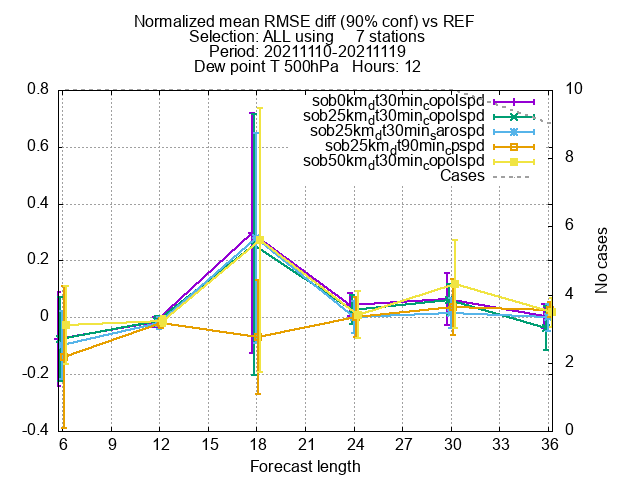 Normalized mean RMSE diff (90% conf) vs REF
Selection: ALL using 7 stations
Period: 20211110-20211119
Dew point T 500hPa Hours: 12
sob0km_dt30min_copolspd
sob25km_dt30min_copolspd
sob25km_dt30min_sarospd
sob25km_dt90min_cpspd
sob50km_dt30min_copolspd
Cases
0.8
0.6
0.4
0.2
0
-0.2
-0.4
10
8
6
4
2
0
No cases
6 9 12 15 18 21 24 27 30 33 36
Forecast length